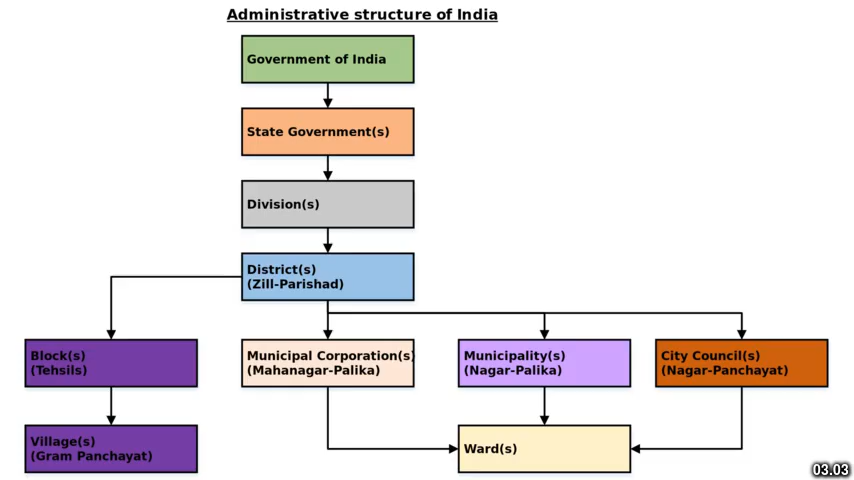 Administrative structure of India
Government of India
State Government(s)
Division(s)
District(s)
(Zill-Parishad)
Block(s)
(Tehsils)
Municipal Corporation(s)
(Mahanagar-Palika)
Municipality(s)
(Nagar-Palika)
City Council(s)
(Nagar-Panchayat)
Village(s)
(Gram Panchayat)
Ward(s)
03.03